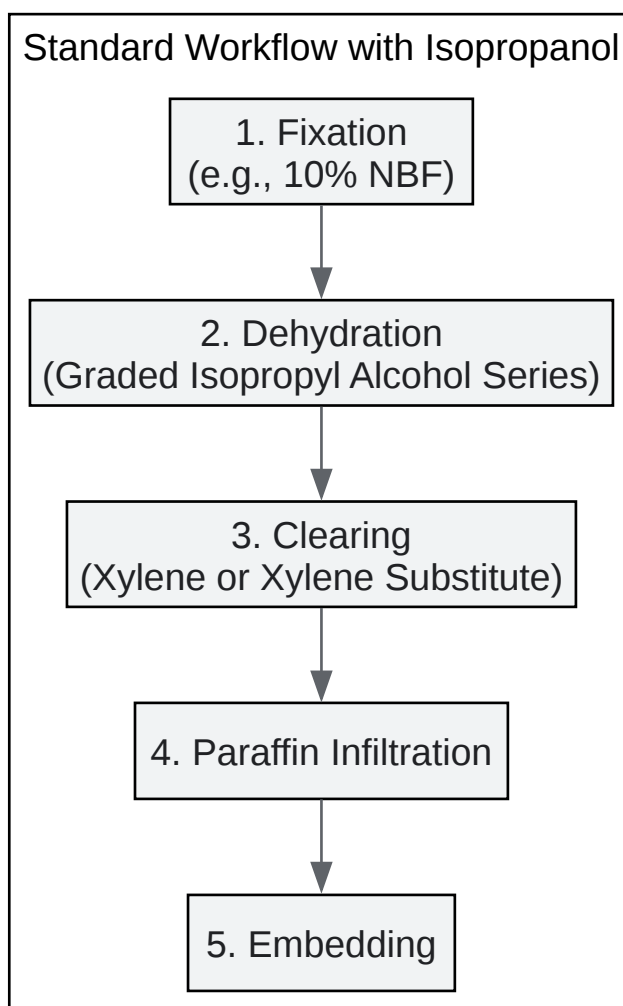 Standard Workflow with Isopropanol
1. Fixation
(e.g., 10% NBF)
2. Dehydration
(Graded Isopropyl Alcohol Series)
3. Clearing
(Xylene or Xylene Substitute)
4. Paraffin Infiltration
5. Embedding